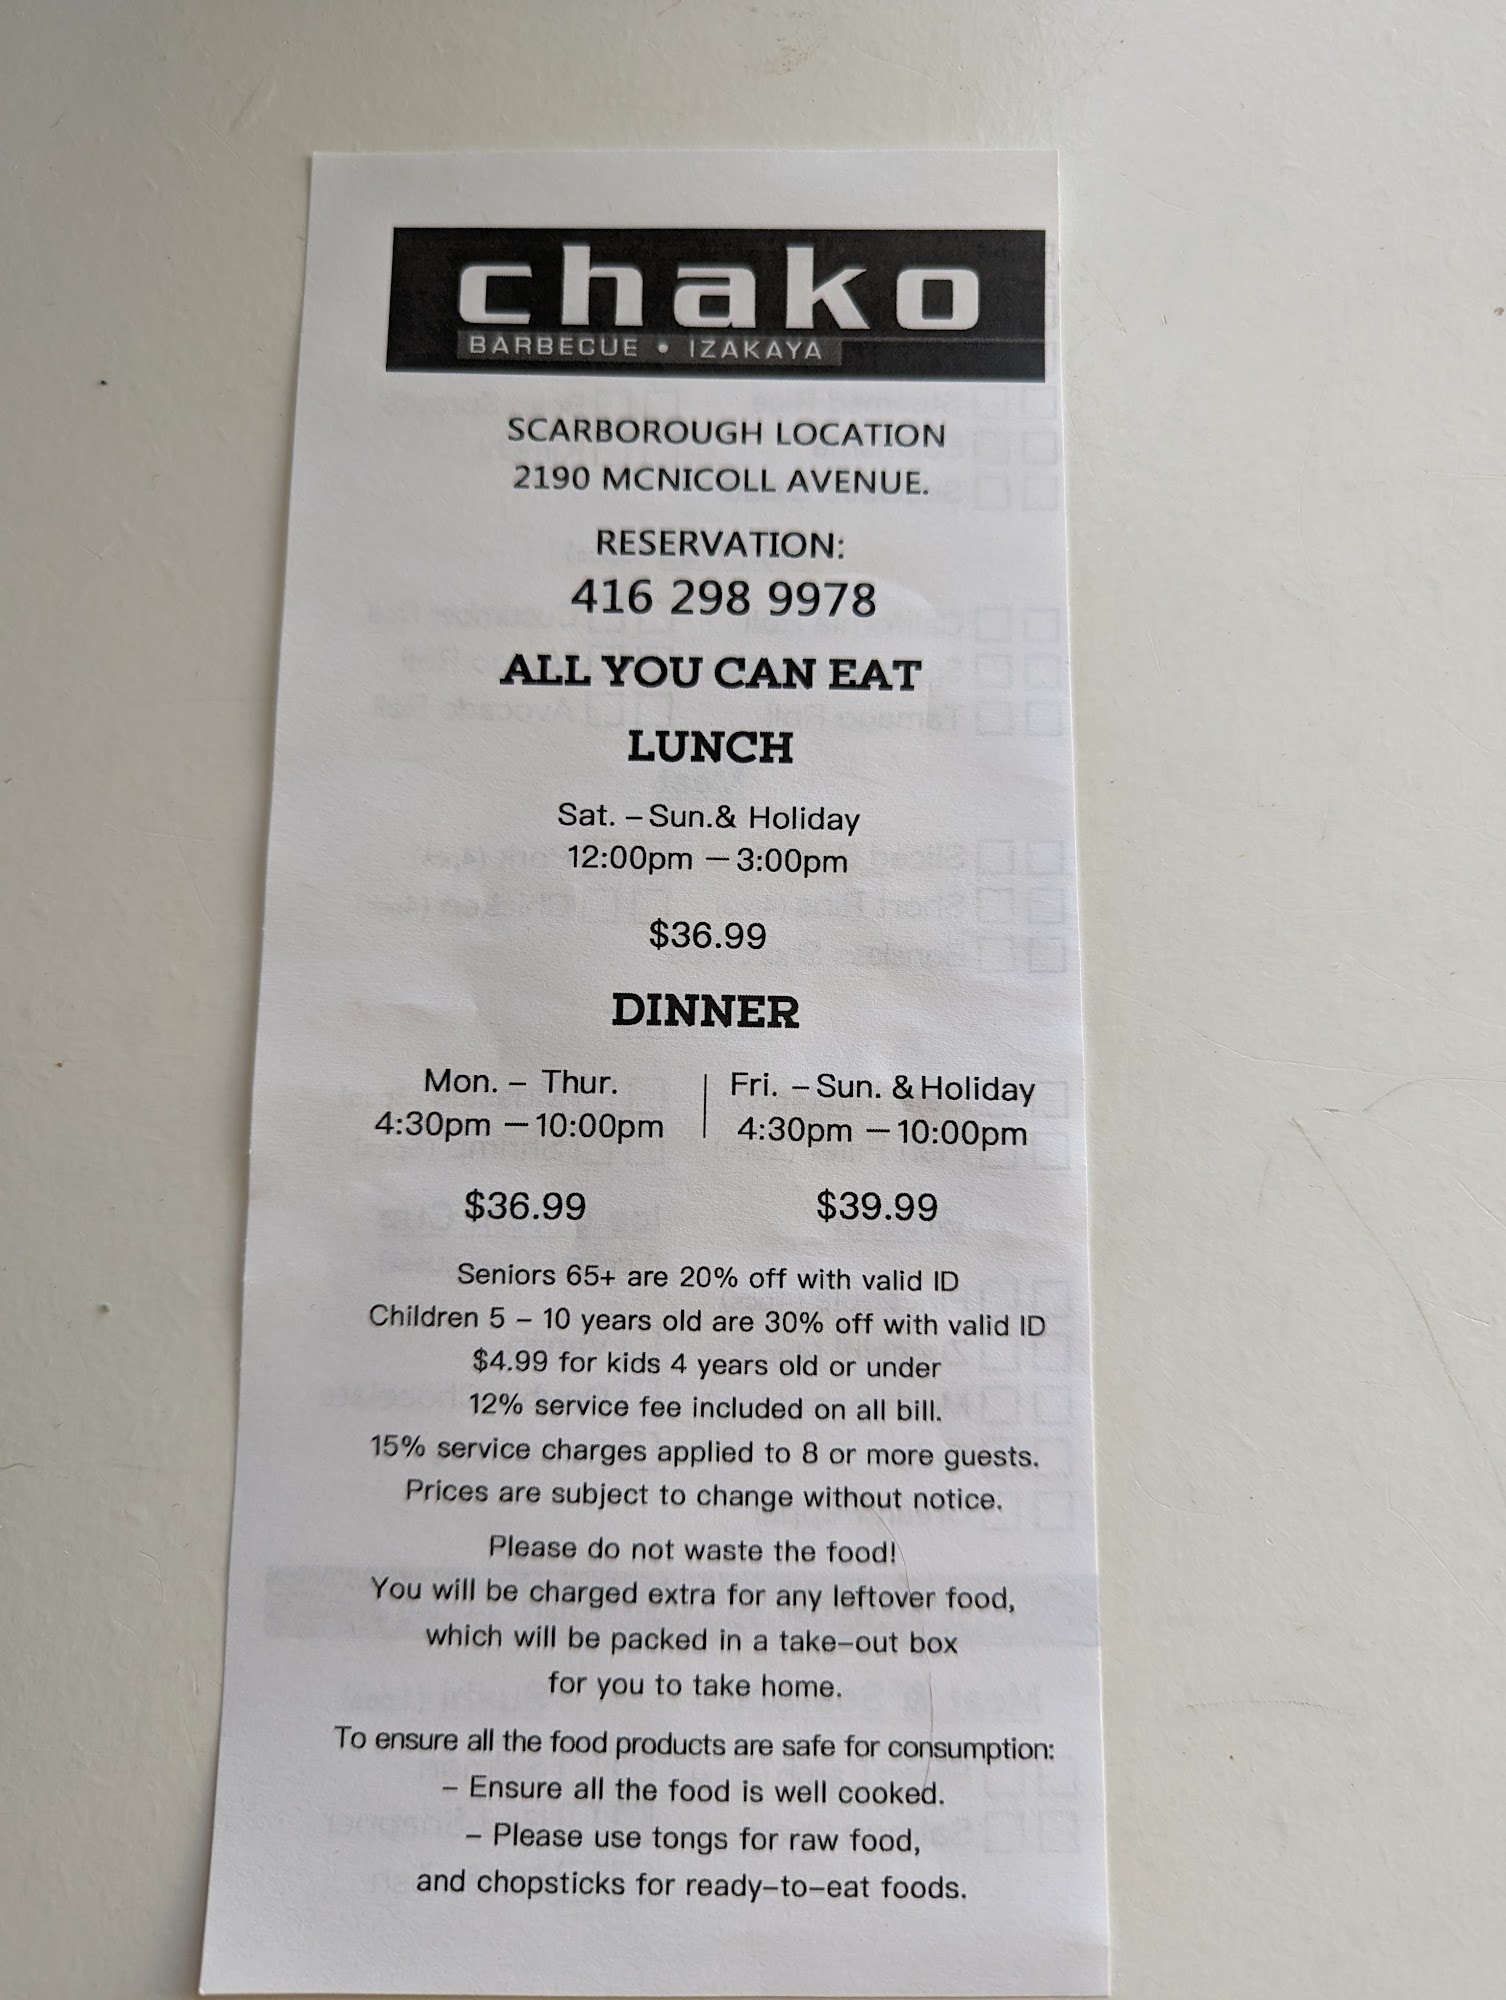 chako
BARBECUE • IZAKAYA
SCARBOROUGH LOCATION
2190 MCNICOLL AVENUE.
RESERVATION:
416 298 9978
ALL YOU CAN EAT
LUNCH
Sat. – Sun.& Holiday
12:00pm – 3:00pm
$36.99
DINNER
Mon. – Thur.
4:30pm – 10:00pm
$36.99
Fri. – Sun. & Holiday
4:30pm – 10:00pm
$39.99
Seniors 65+ are 20% off with valid ID
Children 5 – 10 years old are 30% off with valid ID
$4.99 for kids 4 years old or under
12% service fee included on all bill.
15% service charges applied to 8 or more guests.
Prices are subject to change without notice.
Please do not waste the food!
You will be charged extra for any leftover food,
which will be packed in a take-out box
for you to take home.
To ensure all the food products are safe for consumption:
– Ensure all the food is well cooked.
– Please use tongs for raw food,
and chopsticks for ready-to-eat foods.